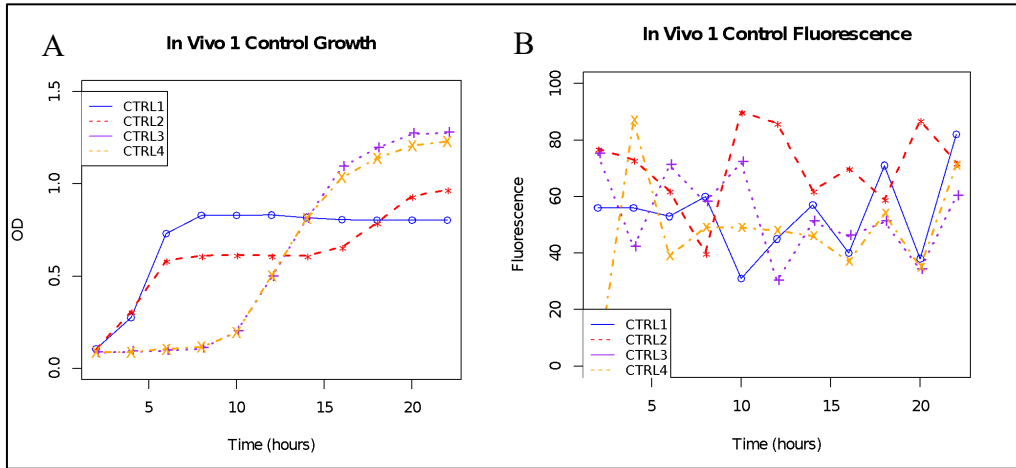 A
In Vivo 1 Control Growth
OD
1.5
1.0
0.5
0.0
CTRL1
CTRL2
CTRL3
CTRL4
5
10
15
20
Time (hours)
B
In Vivo 1 Control Fluorescence
Fluorescence
100
80
60
40
20
0
CTRL1
CTRL2
CTRL3
CTRL4
5
10
15
20
Time (hours)